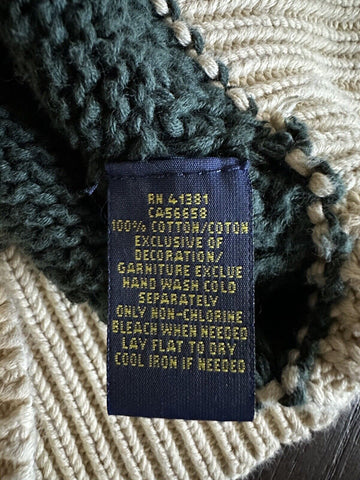 RN 41381
CA56658
100% COTTON/COTON
EXCLUSIVE OF
DECORATION/
GARNITURE EXCLUE
HAND WASH COLD
SEPARATELY
ONLY NON-CHLORINE
BLEACH WHEN NEEDED
LAY FLAT TO DRY
COOL IRON IF NEEDED